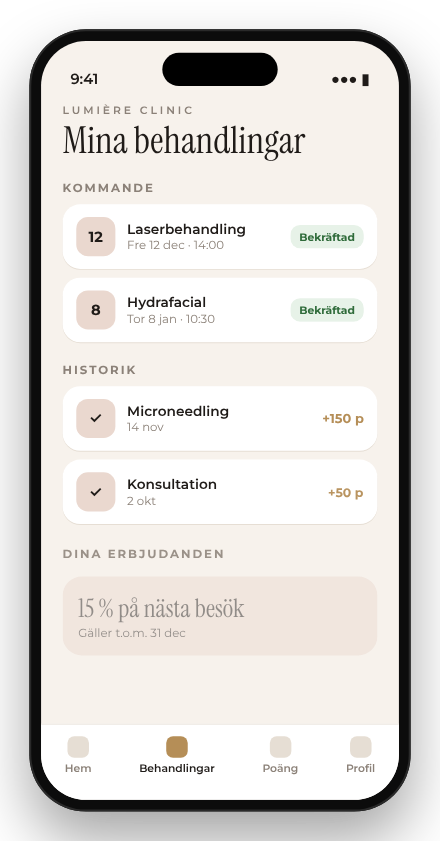 9:41
LUMIÈRE CLINIC
Mina behandlingar
KOMMANDE
12
Laserbehandling
Fre 12 dec · 14:00
Bekräftad
8
Hydrafacial
Tor 8 jan · 10:30
Bekräftad
HISTORIK
Microneedling
14 nov
+150 p
Konsultation
2 okt
+50 p
DINA ERBJUDANDEN
15 % på nästa besök
Gäller t.o.m. 31 dec
Hem
Behandlingar
Poäng
Profil